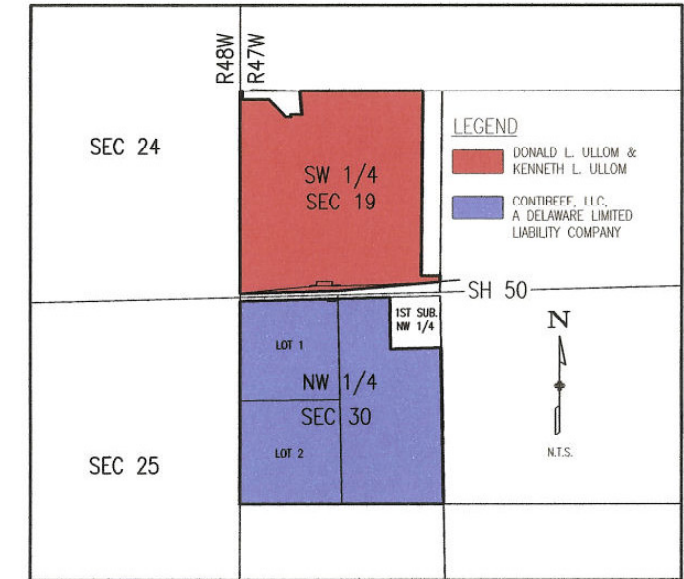 R48W
R47W
SEC 24
SW 1/4
SEC 19
LEGEND
DONALD L. ULLOM &
KENNETH L. ULLOM
CONTIBEEF, LLC,
A DELAWARE LIMITED
LIABILITY COMPANY
SH 50
1ST SUB.
NW 1/4
LOT 1
N
NW 1/4
SEC 30
N.T.S.
LOT 2
SEC 25